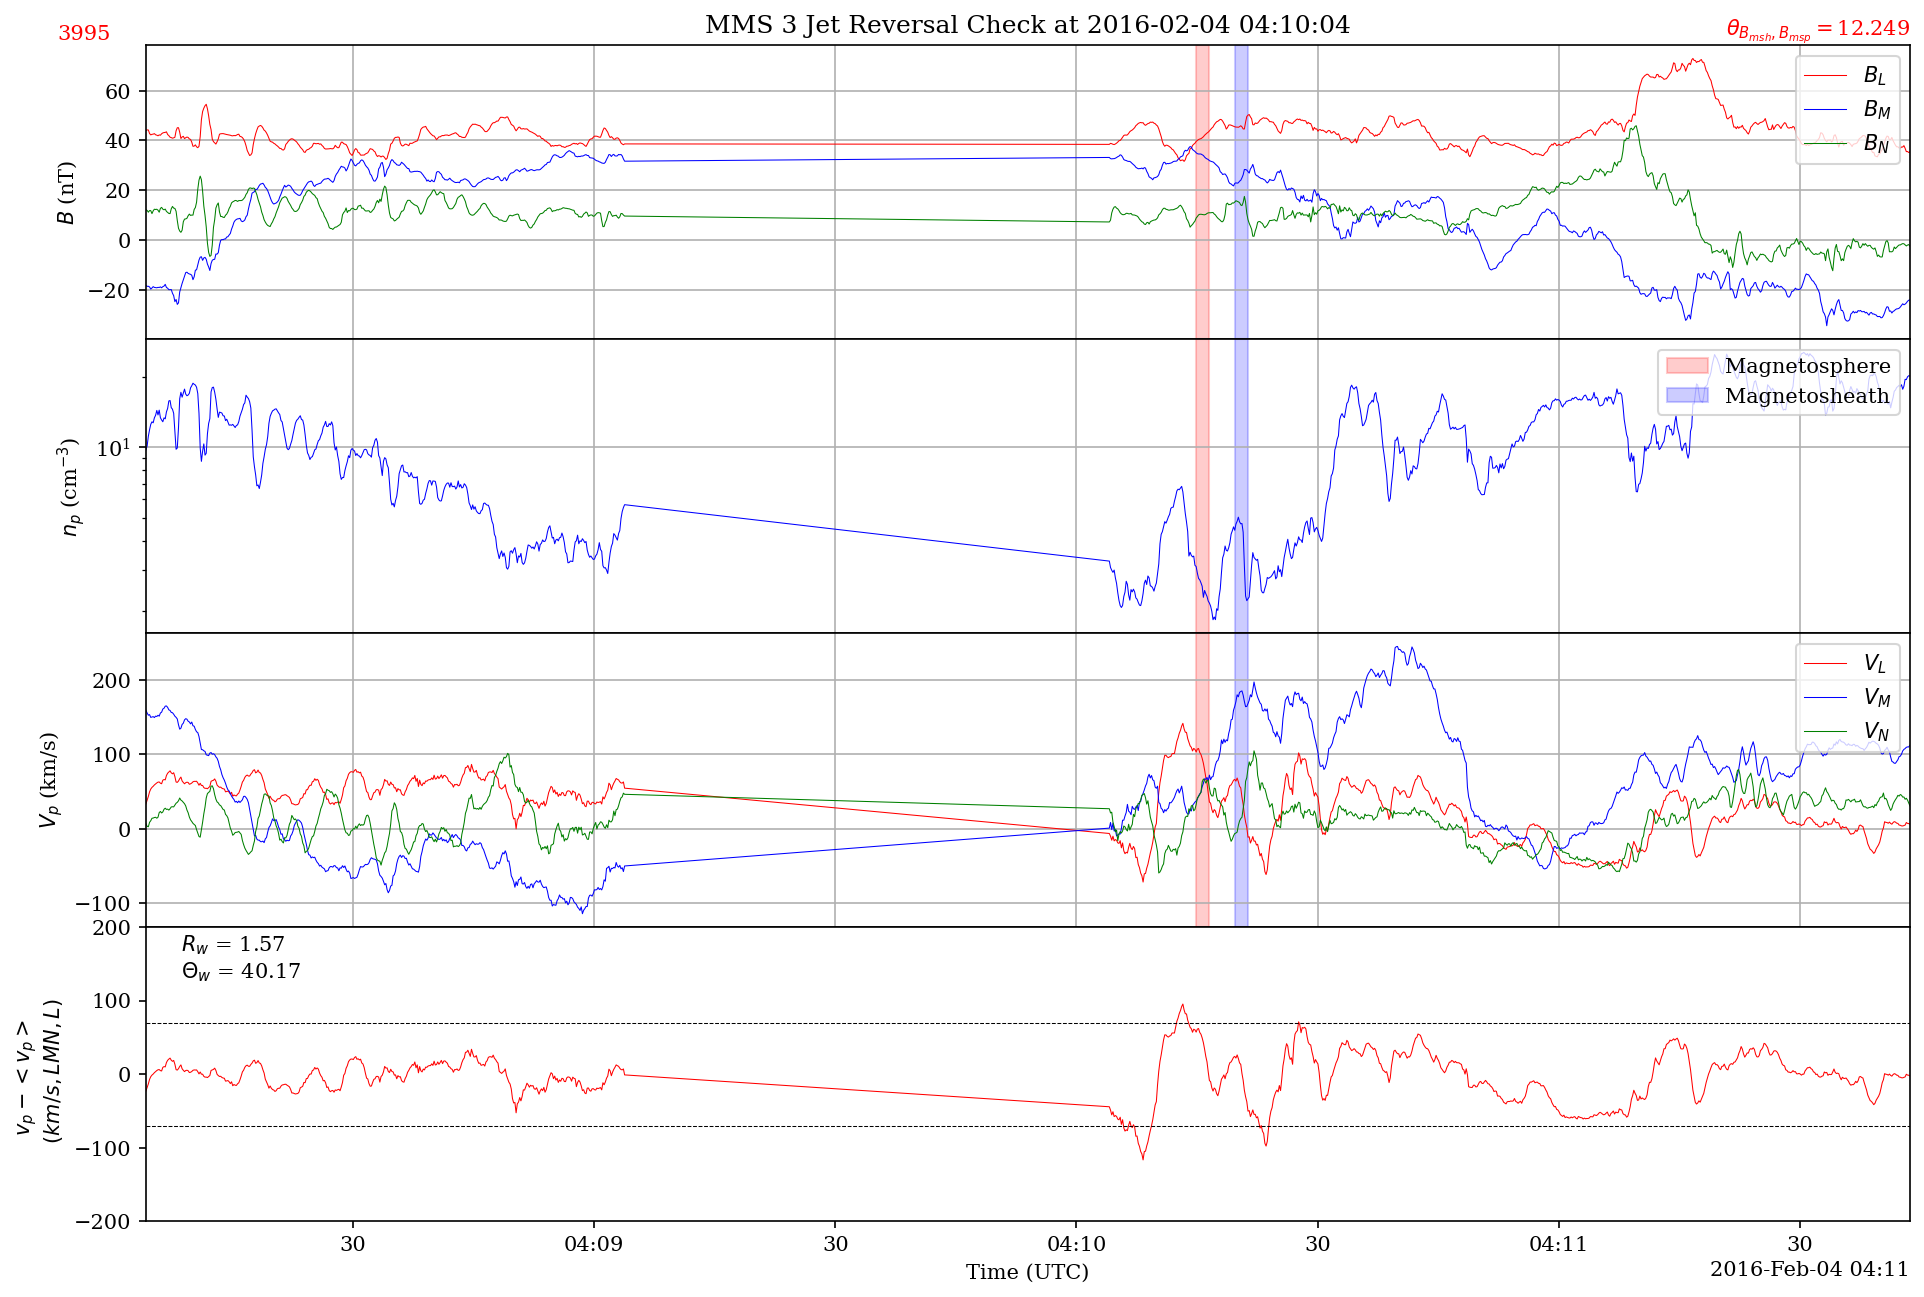 3995
MMS 3 Jet Reversal Check at 2016-02-04 04:10:04
θ_{B_{msh}, B_{msp}} = 12.249
B (nT)
60
40
20
0
−20
B_L
B_M
B_N
n_p (cm^{−3})
10^1
Magnetosphere
Magnetosheath
V_p (km/s)
200
100
0
−100
V_L
V_M
V_N
v_p − < v_p >
(km/s, LMN, L)
200
100
0
−100
−200
R_w = 1.57
Θ_w = 40.17
30
04:09
30
04:10
30
04:11
30
Time (UTC)
2016-Feb-04 04:11